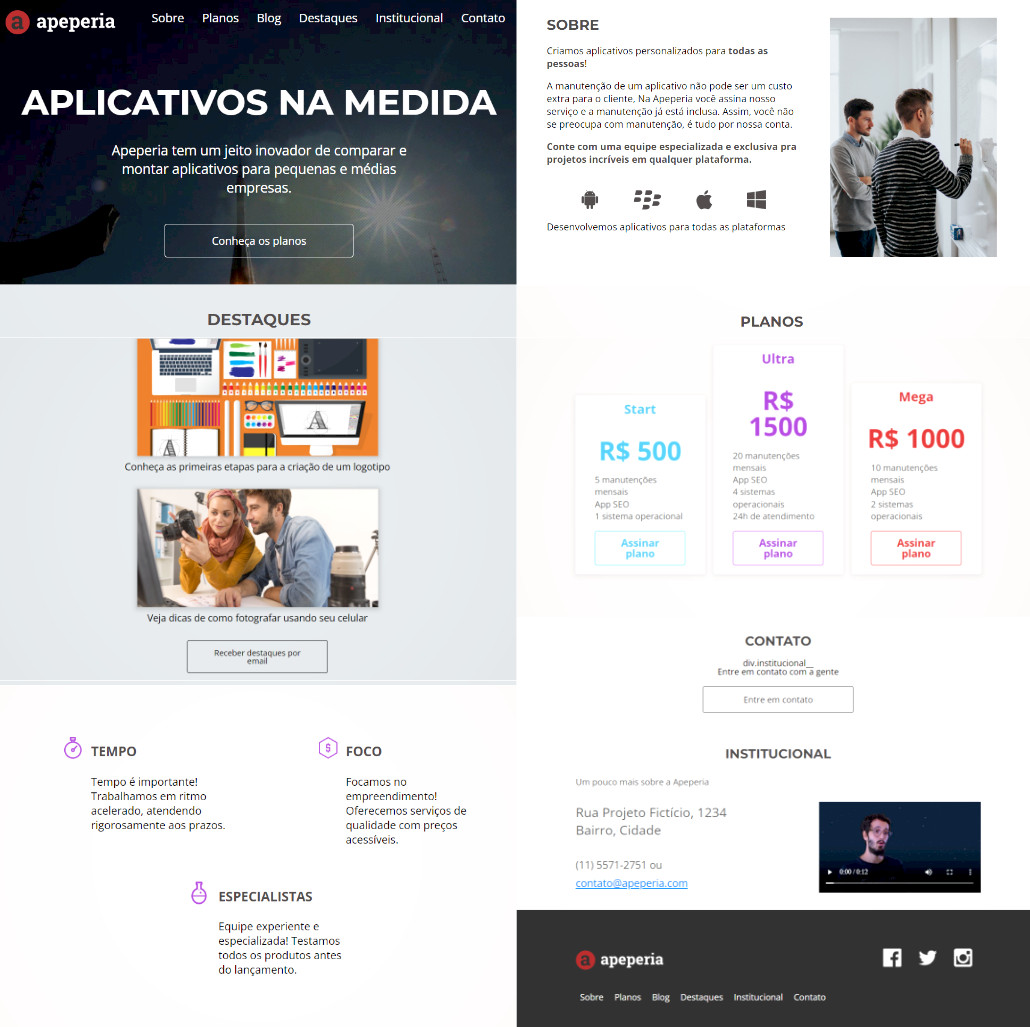 a apeperia
Sobre Planos Blog Destaques Institucional Contato
APLICATIVOS NA MEDIDA
Apeperia tem um jeito inovador de comparar e
montar aplicativos para pequenas e médias
empresas.
Conheça os planos
DESTAQUES
A
A
Conheça as primeiras etapas para a criação de um logotipo
Veja dicas de como fotografar usando seu celular
Receber destaques por
email
TEMPO
Tempo é importante!
Trabalhamos em ritmo
acelerado, atendendo
rigorosamente aos prazos.
$
FOCO
Focamos no
empreendimento!
Oferecemos serviços de
qualidade com preços
acessíveis.
ESPECIALISTAS
Equipe experiente e
especializada! Testamos
todos os produtos antes
do lançamento.
SOBRE
Criamos aplicativos personalizados para todas as
pessoas!
A manutenção de um aplicativo não pode ser um custo
extra para o cliente, Na Apeperia você assina nosso
serviço e a manutenção já está inclusa. Assim, você não
se preocupa com manutenção, é tudo por nossa conta.
Conte com uma equipe especializada e exclusiva pra
projetos incríveis em qualquer plataforma.
Desenvolvemos aplicativos para todas as plataformas
PLANOS
Start
R$ 500
5 manutenções
mensais
App SEO
1 sistema operacional
Assinar
plano
Ultra
R$
1500
20 manutenções
mensais
App SEO
4 sistemas
operacionais
24h de atendimento
Assinar
plano
Mega
R$ 1000
10 manutenções
mensais
App SEO
2 sistemas
operacionais
Assinar
plano
CONTATO
div.institucional__
Entre em contato com a gente
Entre em contato
INSTITUCIONAL
Um pouco mais sobre a Apeperia
Rua Projeto Fictício, 1234
Bairro, Cidade
(11) 5571-2751 ou
contato@apeperia.com
0:00 / 0:12
a apeperia
Sobre Planos Blog Destaques Institucional Contato